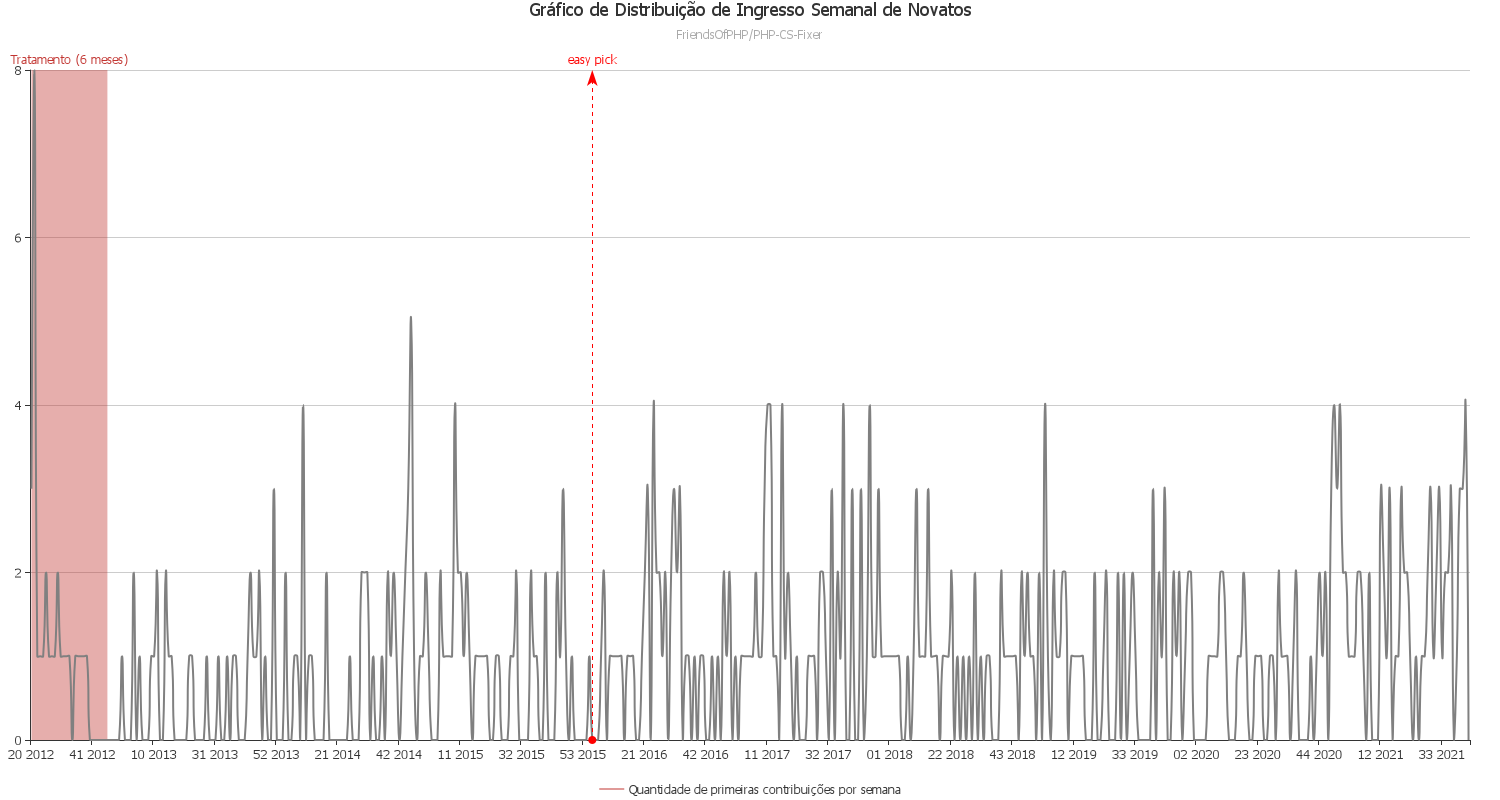 Gráfico de Distribuição de Ingresso Semanal de Novatos
FriendsOfPHP/PHP-CS-Fixer
Tratamento (6 meses)
easy pick
8
6
4
2
0
20 2012 41 2012 10 2013 31 2013 52 2013 21 2014 42 2014 11 2015 32 2015 53 2015 21 2016 42 2016 11 2017 32 2017 01 2018 22 2018 43 2018 12 2019 33 2019 02 2020 23 2020 44 2020 12 2021 33 2021
Quantidade de primeiras contribuições por semana